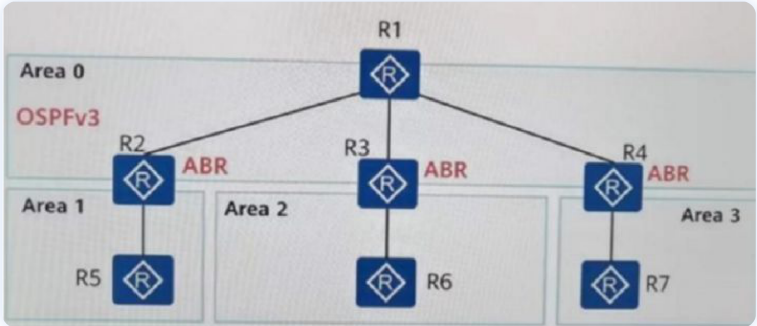 R1
Area 0
OSPFv3
R2
ABR
R3
ABR
R4
ABR
Area 1
Area 2
Area 3
R5
R6
R7
R
R
R
R
R
R
R